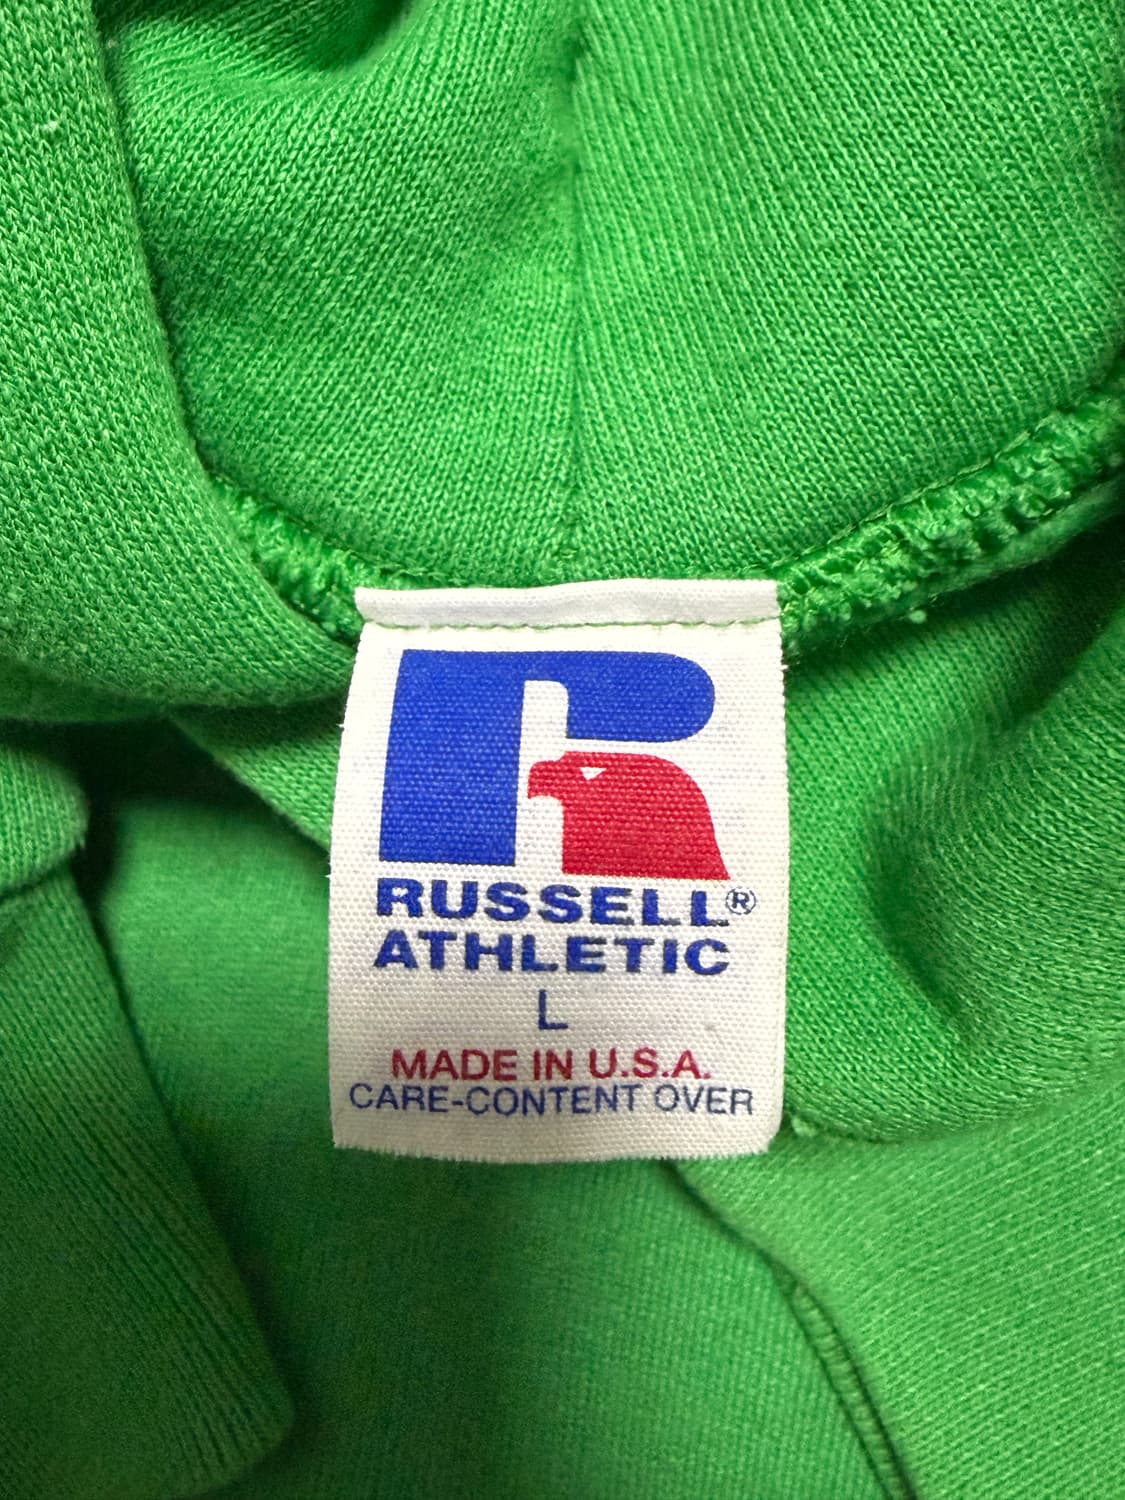 RUSSELL®
ATHLETIC
L
MADE IN U.S.A.
CARE-CONTENT OVER